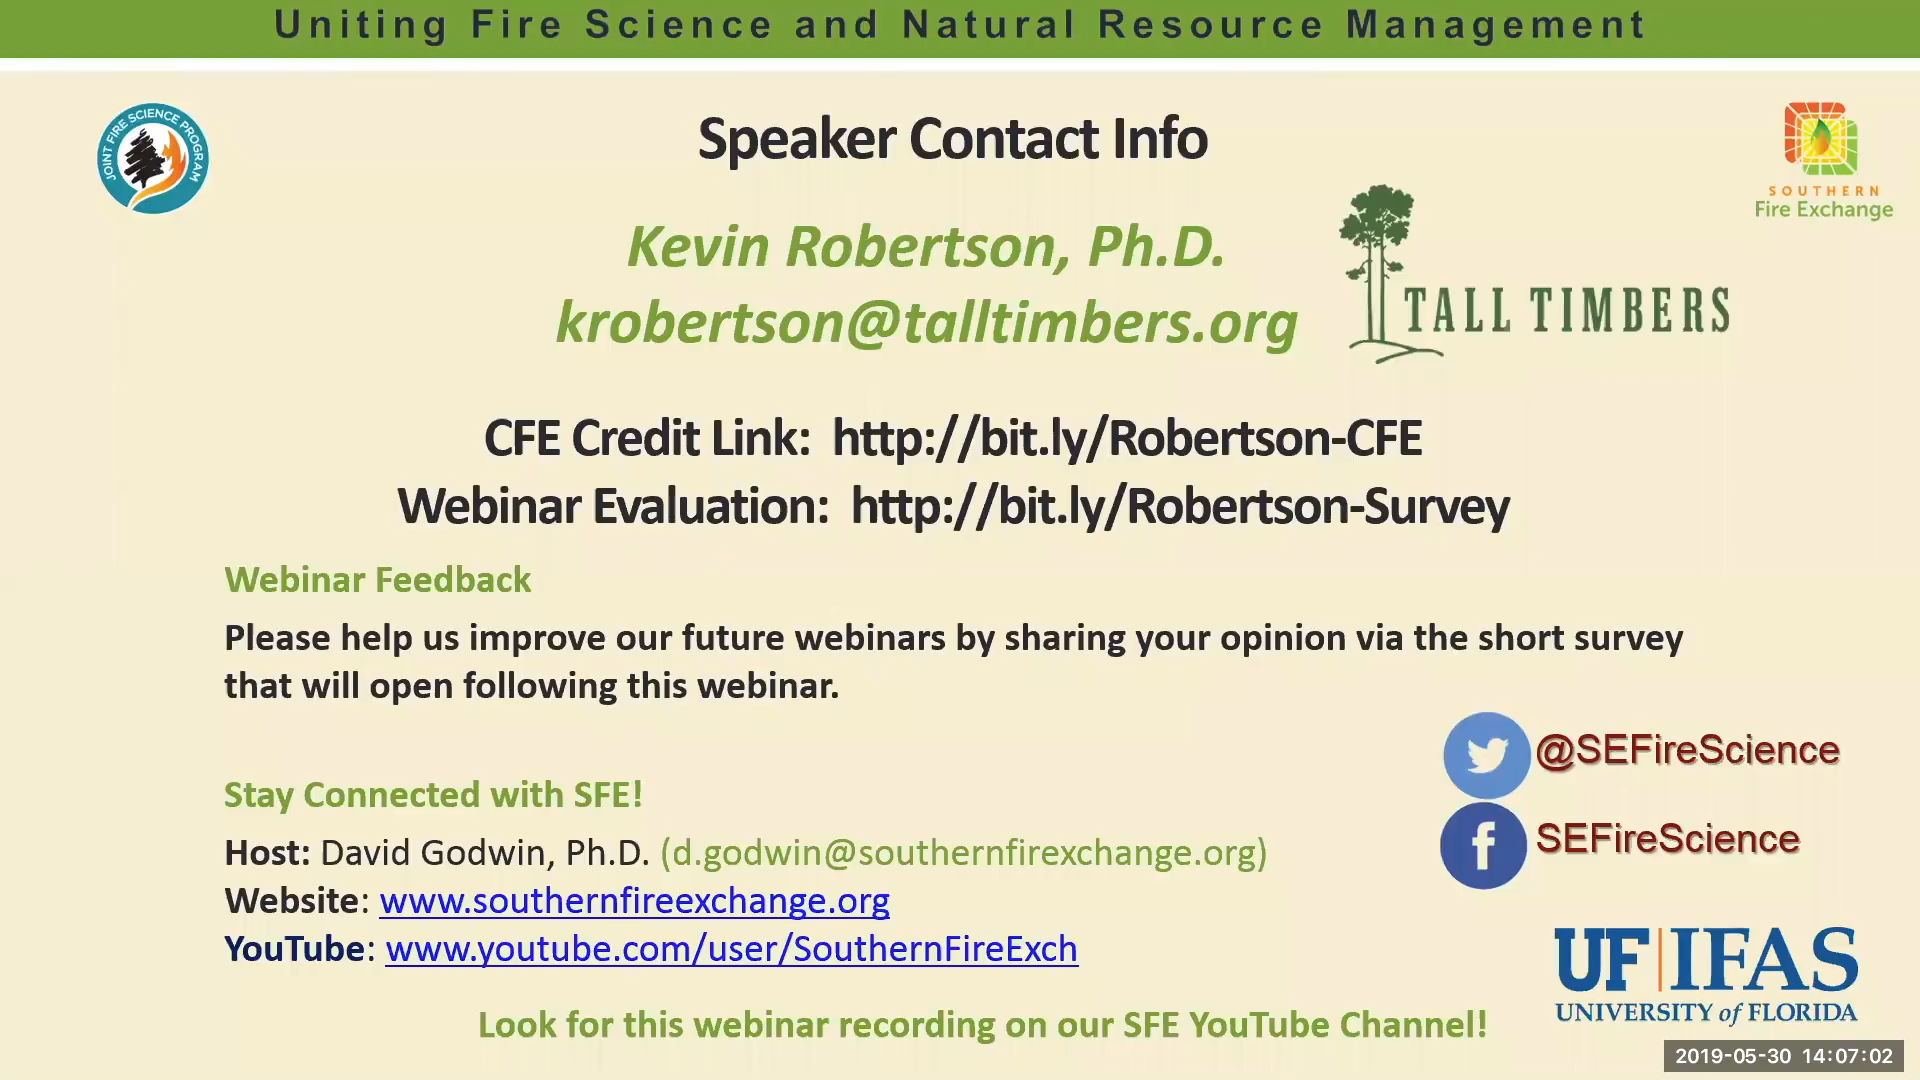 Uniting Fire Science and Natural Resource Management
JOINT FIRE SCIENCE PROGRAM
Speaker Contact Info
SOUTHERN
Fire Exchange
Kevin Robertson, Ph.D.
krobertson@talltimbers.org
TALL TIMBERS
CFE Credit Link: http://bit.ly/Robertson-CFE
Webinar Evaluation: http://bit.ly/Robertson-Survey
Webinar Feedback
Please help us improve our future webinars by sharing your opinion via the short survey
that will open following this webinar.
@SEFireScience
Stay Connected with SFE!
SEFireScience
Host: David Godwin, Ph.D. (d.godwin@southernfirexchange.org)
Website: www.southernfireexchange.org
YouTube: www.youtube.com/user/SouthernFireExch
UF|IFAS
UNIVERSITY of FLORIDA
Look for this webinar recording on our SFE YouTube Channel!
2019-05-30 14:07:02